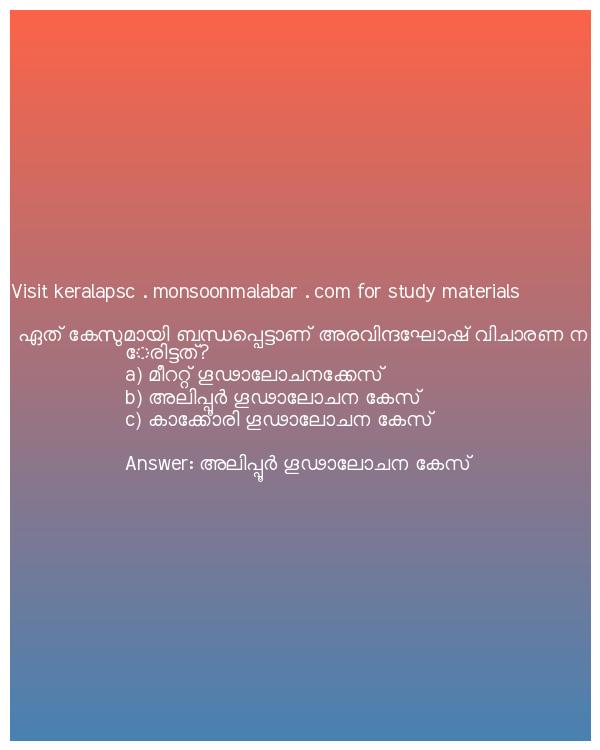 Visit keralapsc . monsoonmalabar . com for study materials
ഏത് കേസുമായി ബന്ധപ്പെട്ടാണ് അരവിന്ദഘോഷ് വിചാരണ ന
േരിട്ടത്?
a) മീററ്റ് ഗൂഢാലോചനക്കേസ്
b) അലിപ്പൂർ ഗൂഢാലോചന കേസ്
c) കാക്കോരി ഗൂഢാലോചന കേസ്
Answer: അലിപ്പൂർ ഗൂഢാലോചന കേസ്